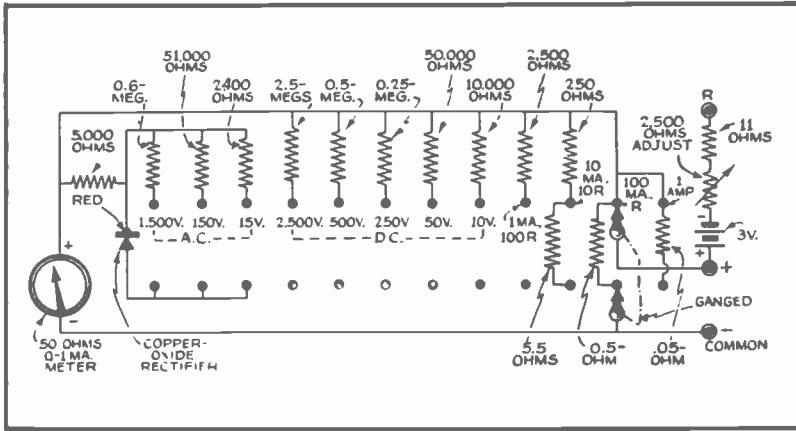 51,000
OHMS
0.6-
MEG.
2,400
OHMS
2.5-
MEGS
0.5-
MEG.
0.25-
MEG.
50,000
OHMS
10,000
OHMS
2,500
OHMS
250
OHMS
R
11
OHMS
2,500
OHMS
ADJUST
5,000
OHMS
RED
10
MA.
10R
100
MA.
R
1
AMP
1,500V.
150V.
15V.
2,500V.
500V.
250V
50V.
10V.
1MA.
100R
A.C.
D.C.
-
3V.
+
+
+
-
-
50 OHMS
0-1 MA.
METER
COPPER-
OXIDE
RECTIFIER
5.5
OHMS
0.5-
OHM
.05-
OHM
GANGED
COMMON